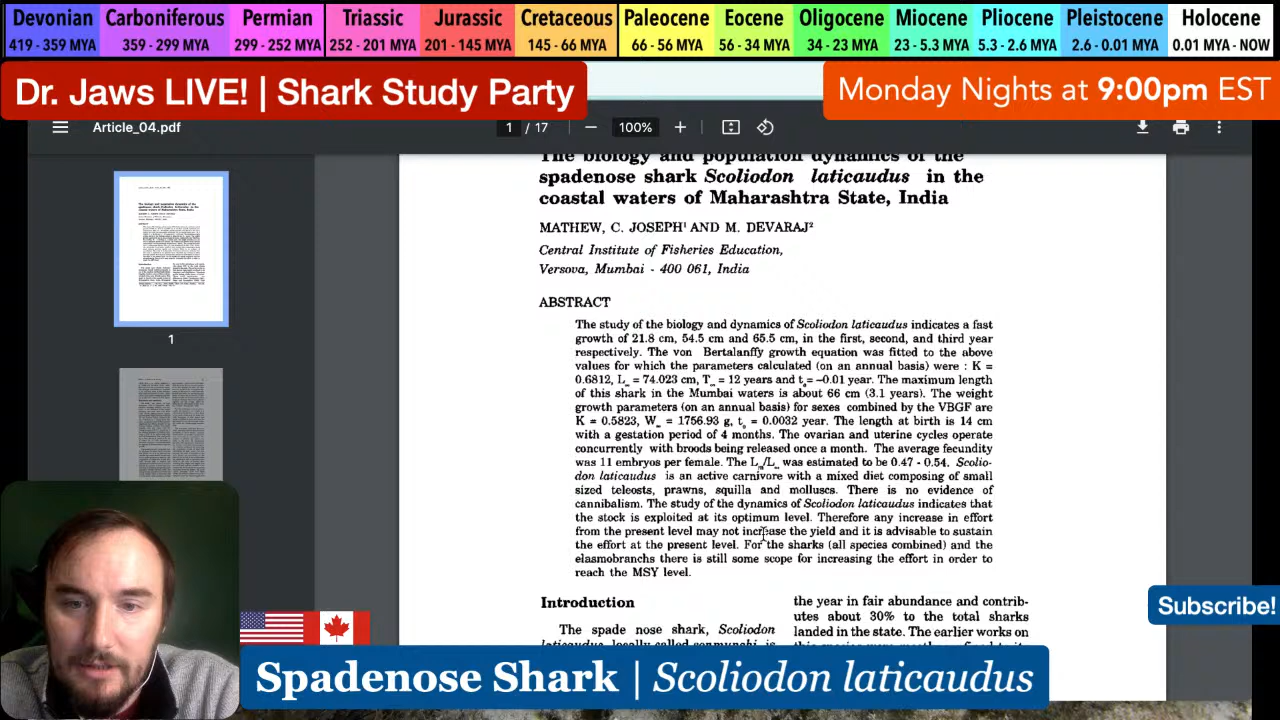 Devonian Carboniferous Permian Triassic Jurassic Cretaceous Paleocene Eocene Oligocene Miocene Pliocene Pleistocene Holocene
419 - 359 MYA 359 - 299 MYA 299 - 252 MYA 252 - 201 MYA 201 - 145 MYA 145 - 66 MYA 66 - 56 MYA 56 - 34 MYA 34 - 23 MYA 23 - 5.3 MYA 5.3 - 2.6 MYA 2.6 - 0.01 MYA 0.01 MYA - NOW
Dr. Jaws LIVE! | Shark Study Party
Monday Nights at 9:00pm EST
Article_04.pdf
1 / 17
100%
1
The biology and population dynamics of the
spadenose shark Scoliodon laticaudus in the
coastal waters of Maharashtra State, India
MATHEW, C. JOSEPH¹ AND M. DEVARAJ²
Central Institute of Fisheries Education,
Versova, Mumbai - 400 061, India
ABSTRACT
The study of the biology and dynamics of Scoliodon laticaudus indicates a fast
growth of 21.8 cm, 54.5 cm and 65.5 cm, in the first, second, and third year
respectively. The von Bertalanffy growth equation was fitted to the above
values for which the parameters calculated (on an annual basis) were : K =
0.6812, L∞ = 74.023 cm, T∞ = 12 years and t₀= –0.01 year. The maximum length
of this shark in the Mumbai waters is about 66 cm (3.1 years). The weight
growth parameters (on an annual basis) for sexes combined by the VBGF are
K = 0.5823, W∞ = 1756.93 g, t₀ = 0.0032 year. The length at birth is 14 cm
with a gestation period of 4 months. The ovarian and uterine cycles operate
concurrently with broods being released once a month. The average fecundity
was 11 embryos per female. The Lm/L∞ was estimated to be 0.47 - 0.54. Scolio-
don laticaudus is an active carnivore with a mixed diet composing of small
sized teleosts, prawns, squilla and molluscs. There is no evidence of
cannibalism. The study of the dynamics of Scoliodon laticaudus indicates that
the stock is exploited at its optimum level. Therefore any increase in effort
from the present level may not increase the yield and it is advisable to sustain
the effort at the present level. For the sharks (all species combined) and the
elasmobranchs there is still some scope for increasing the effort in order to
reach the MSY level.
Introduction
The spade nose shark, Scoliodon
the year in fair abundance and contrib-
utes about 30% to the total sharks
landed in the state. The earlier works on
Subscribe!
Spadenose Shark | Scoliodon laticaudus